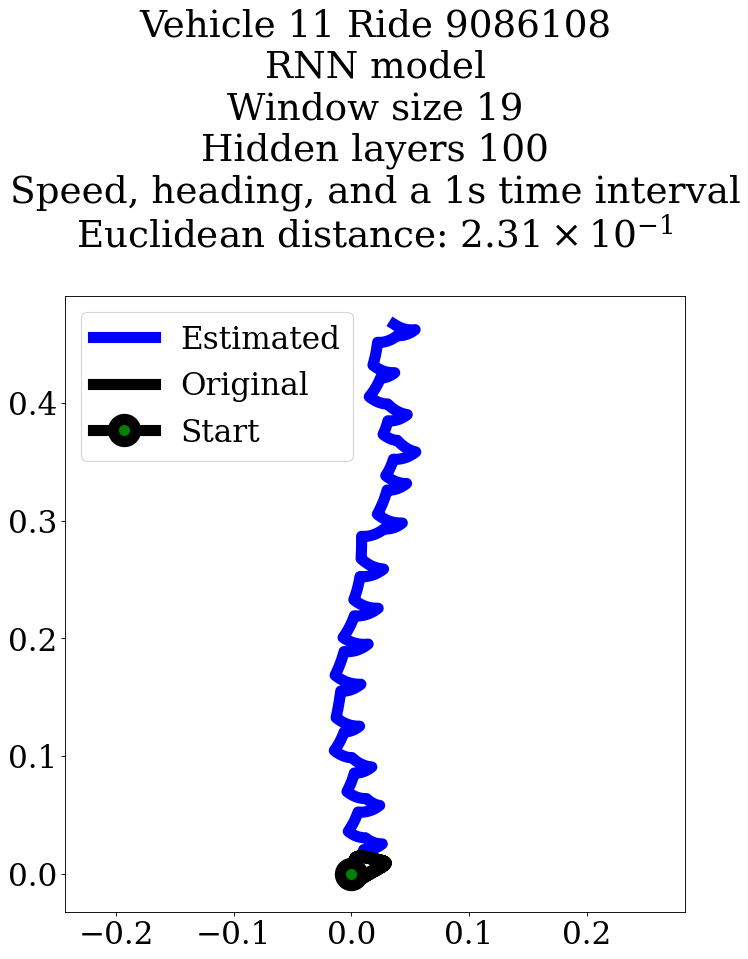 Vehicle 11 Ride 9086108
RNN model
Window size 19
Hidden layers 100
Speed, heading, and a 1s time interval
Euclidean distance: 2.31 × 10⁻¹
Estimated
Original
Start
0.4
0.3
0.2
0.1
0.0
−0.2 −0.1 0.0 0.1 0.2